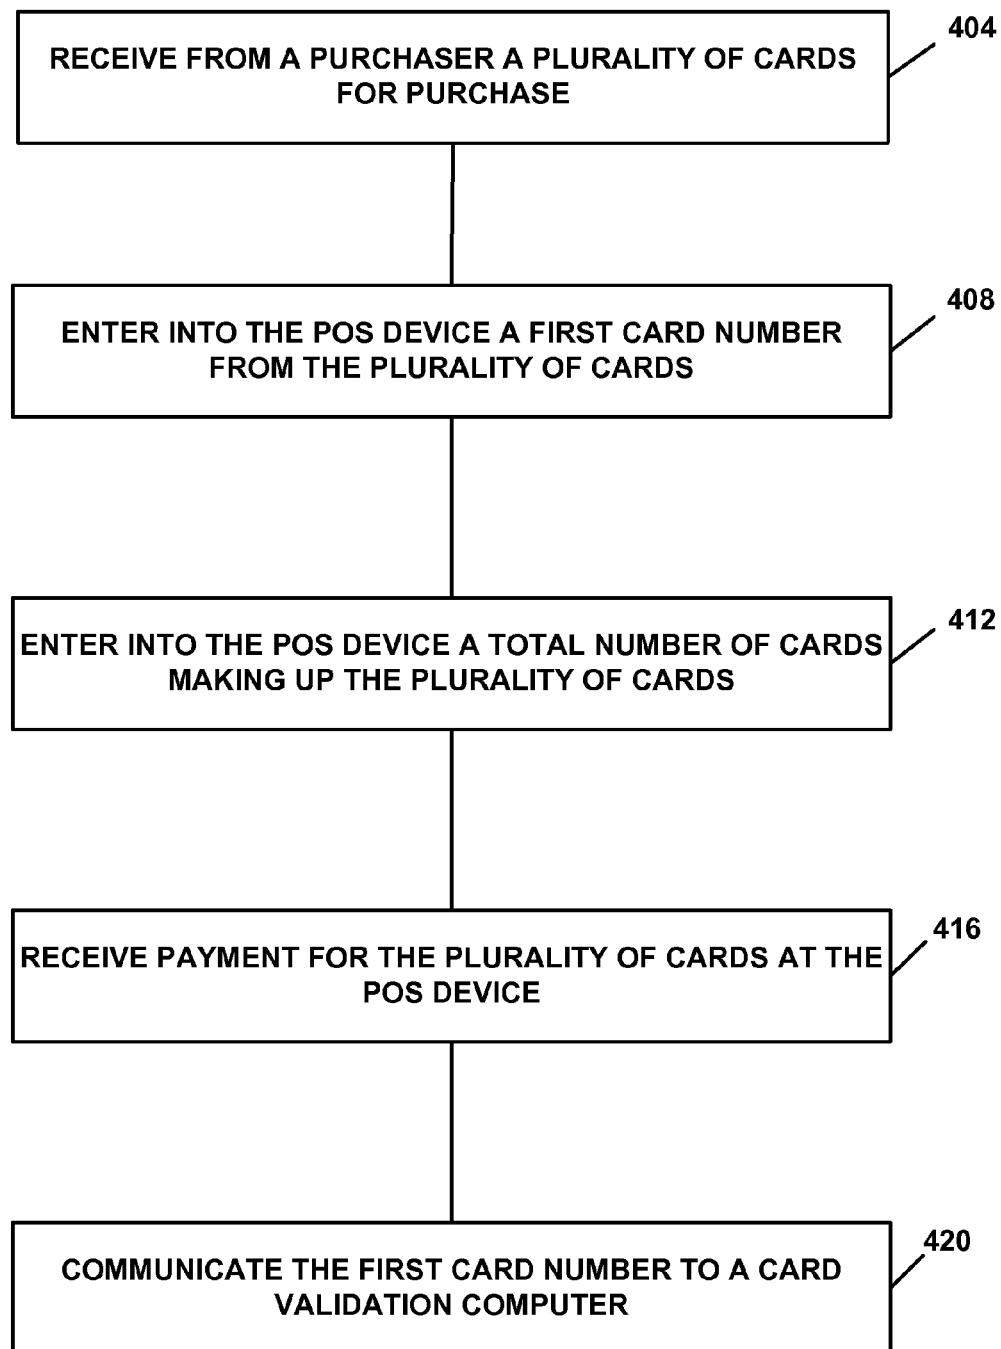 404
RECEIVE FROM A PURCHASER A PLURALITY OF CARDS
FOR PURCHASE
408
ENTER INTO THE POS DEVICE A FIRST CARD NUMBER
FROM THE PLURALITY OF CARDS
412
ENTER INTO THE POS DEVICE A TOTAL NUMBER OF CARDS
MAKING UP THE PLURALITY OF CARDS
416
RECEIVE PAYMENT FOR THE PLURALITY OF CARDS AT THE
POS DEVICE
420
COMMUNICATE THE FIRST CARD NUMBER TO A CARD
VALIDATION COMPUTER